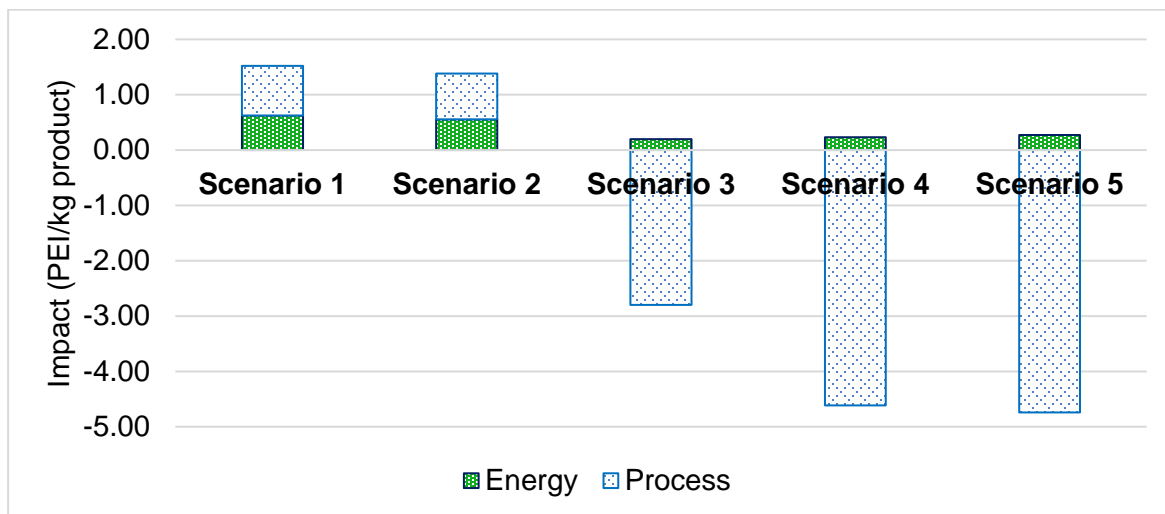 2.00
1.00
0.00
Scenario 1 Scenario 2 Scenario 3 Scenario 4 Scenario 5
-1.00
-2.00
-3.00
-4.00
-5.00
Impact (PEI/kg product)
Energy Process